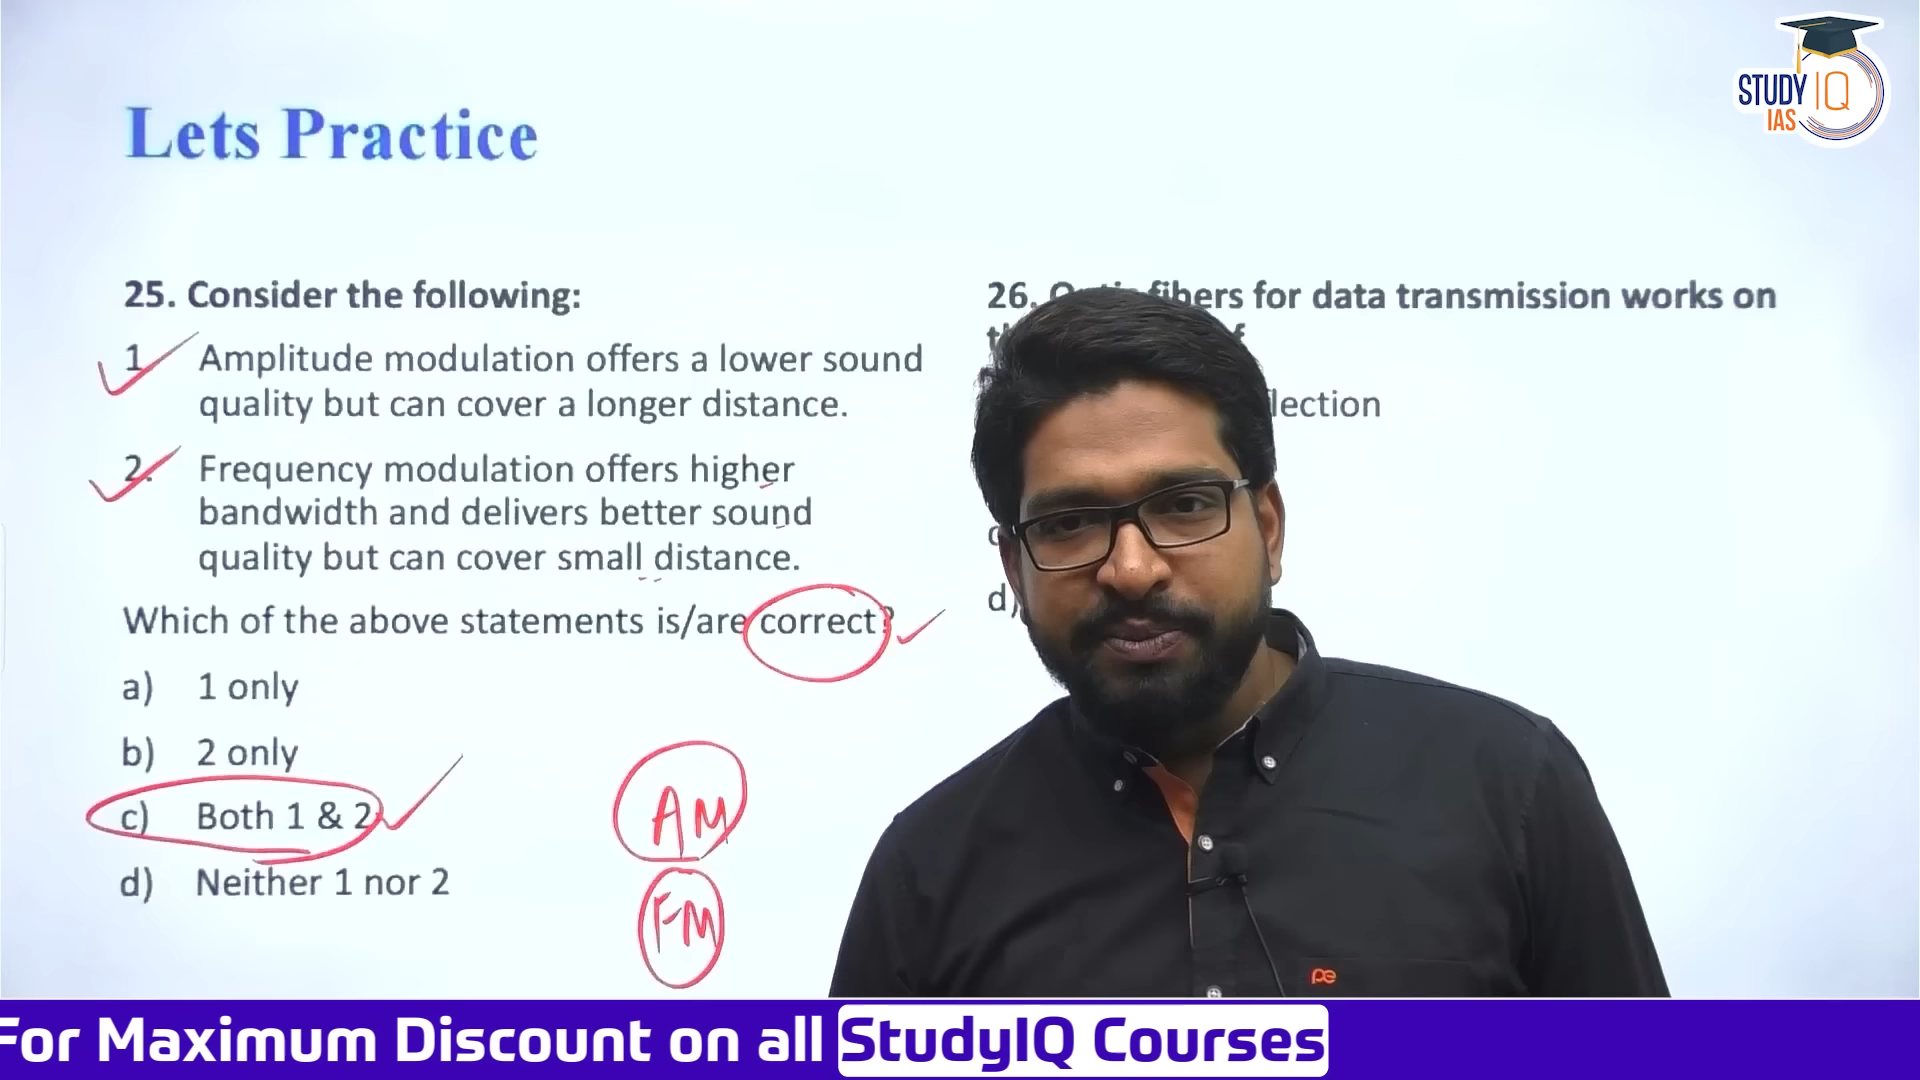 STUDY IQ
IAS
Lets Practice
25. Consider the following:
1 Amplitude modulation offers a lower sound
quality but can cover a longer distance.
2. Frequency modulation offers higher
bandwidth and delivers better sound
quality but can cover small distance.
Which of the above statements is/are correct?
a) 1 only
b) 2 only
c) Both 1 & 2
d) Neither 1 nor 2
AM
FM
26. fibers for data transmission works on
lection
d)
pe
For Maximum Discount on all StudyIQ Courses